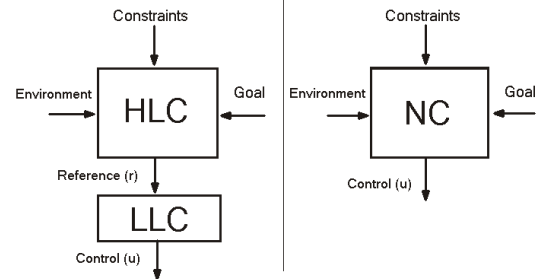 Constraints
Environment
HLC
Goal
Reference (r)
LLC
Control (u)
Constraints
Environment
NC
Goal
Control (u)